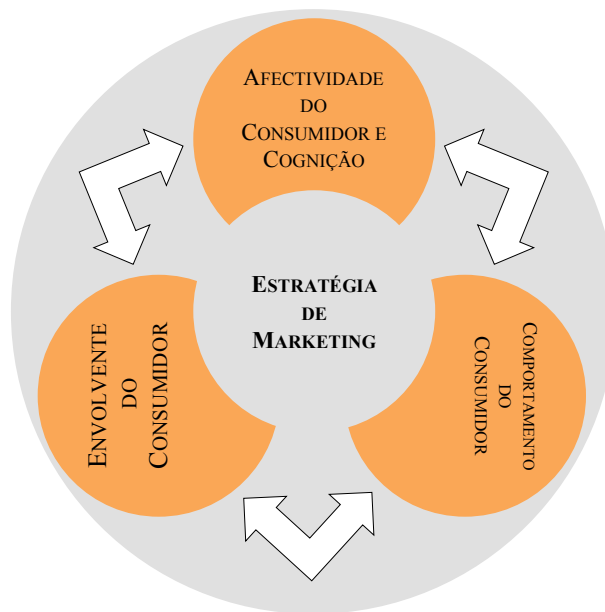 AFECTIVIDADE
DO
CONSUMIDOR E
COGNIÇÃO
ESTRATÉGIA
DE
MARKETING
ENVOLVENTE
DO
CONSUMIDOR
COMPORTAMENTO
DO
CONSUMIDOR